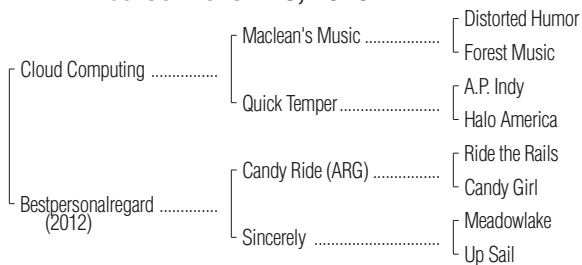 Distorted Humor
Maclean's Music ...................
Forest Music
Cloud Computing ...............
A.P. Indy
Quick Temper.......................
Halo America
Ride the Rails
Candy Ride (ARG) ................
Candy Girl
Bestpersonalregard .............
(2012)
Meadowlake
Sincerely ............................
Up Sail